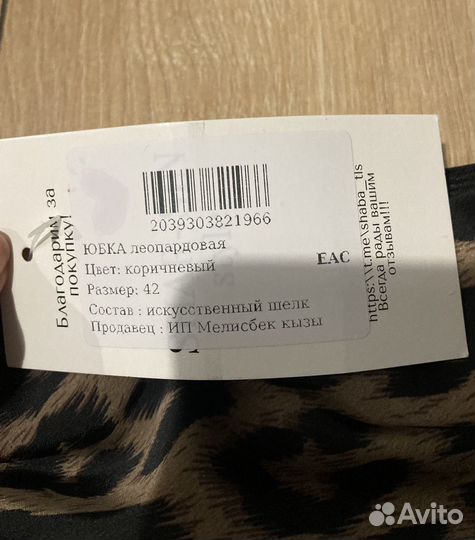 Благодарим за
покупку!
2039303821966
ЮБКА леопардовая
Цвет: коричневый
EAC
Размер: 42
Состав : искусственный шелк
Продавец : ИП Мелисбек кызы
https:\\t.me\shaba_tls
Всегда рады вашим
отзывам!!!
Avito